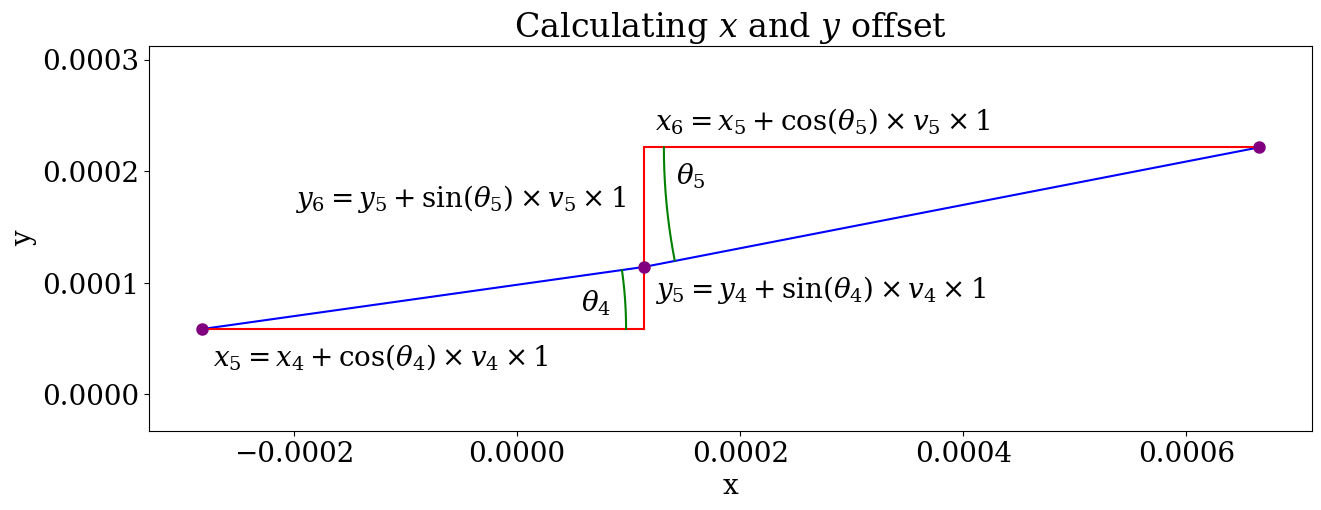 Calculating x and y offset
0.0003
x₆ = x₅ + cos(θ₅) × v₅ × 1
0.0002
θ₅
y₆ = y₅ + sin(θ₅) × v₅ × 1
y
0.0001
y₅ = y₄ + sin(θ₄) × v₄ × 1
θ₄
x₅ = x₄ + cos(θ₄) × v₄ × 1
0.0000
−0.0002 0.0000 0.0002 0.0004 0.0006
x